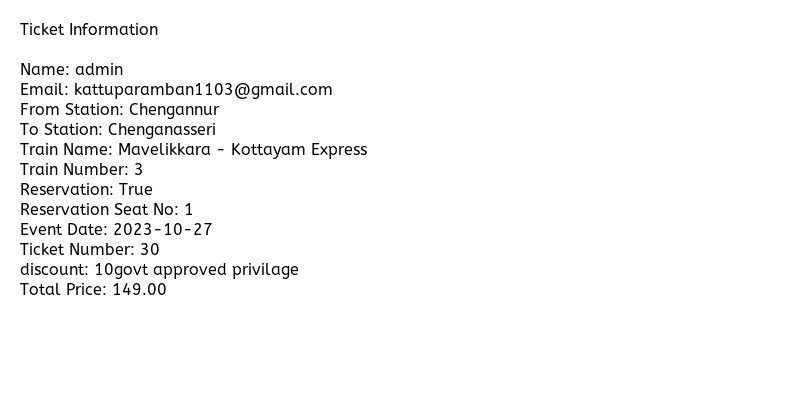 Ticket Information
Name: admin
Email: kattuparamban1103@gmail.com
From Station: Chengannur
To Station: Chenganasseri
Train Name: Mavelikkara - Kottayam Express
Train Number: 3
Reservation: True
Reservation Seat No: 1
Event Date: 2023-10-27
Ticket Number: 30
discount: 10govt approved privilage
Total Price: 149.00